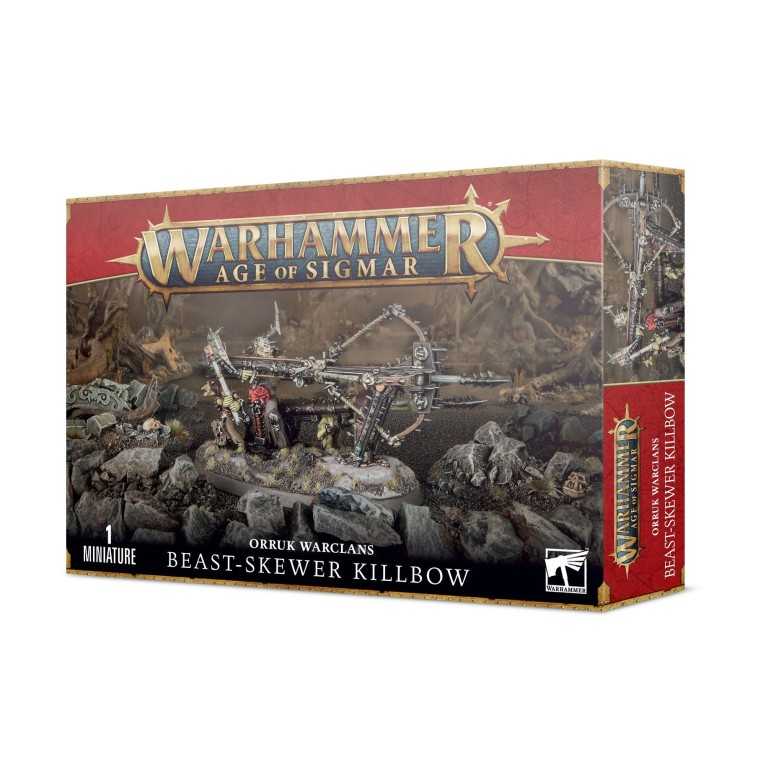 WARHAMMER
AGE OF SIGMAR
1
MINIATURE
ORRUK WARCLANS
BEAST-SKEWER KILLBOW
WARHAMMER
WARHAMMER
AGE OF SIGMAR
ORRUK WARCLANS
BEAST-SKEWER KILLBOW